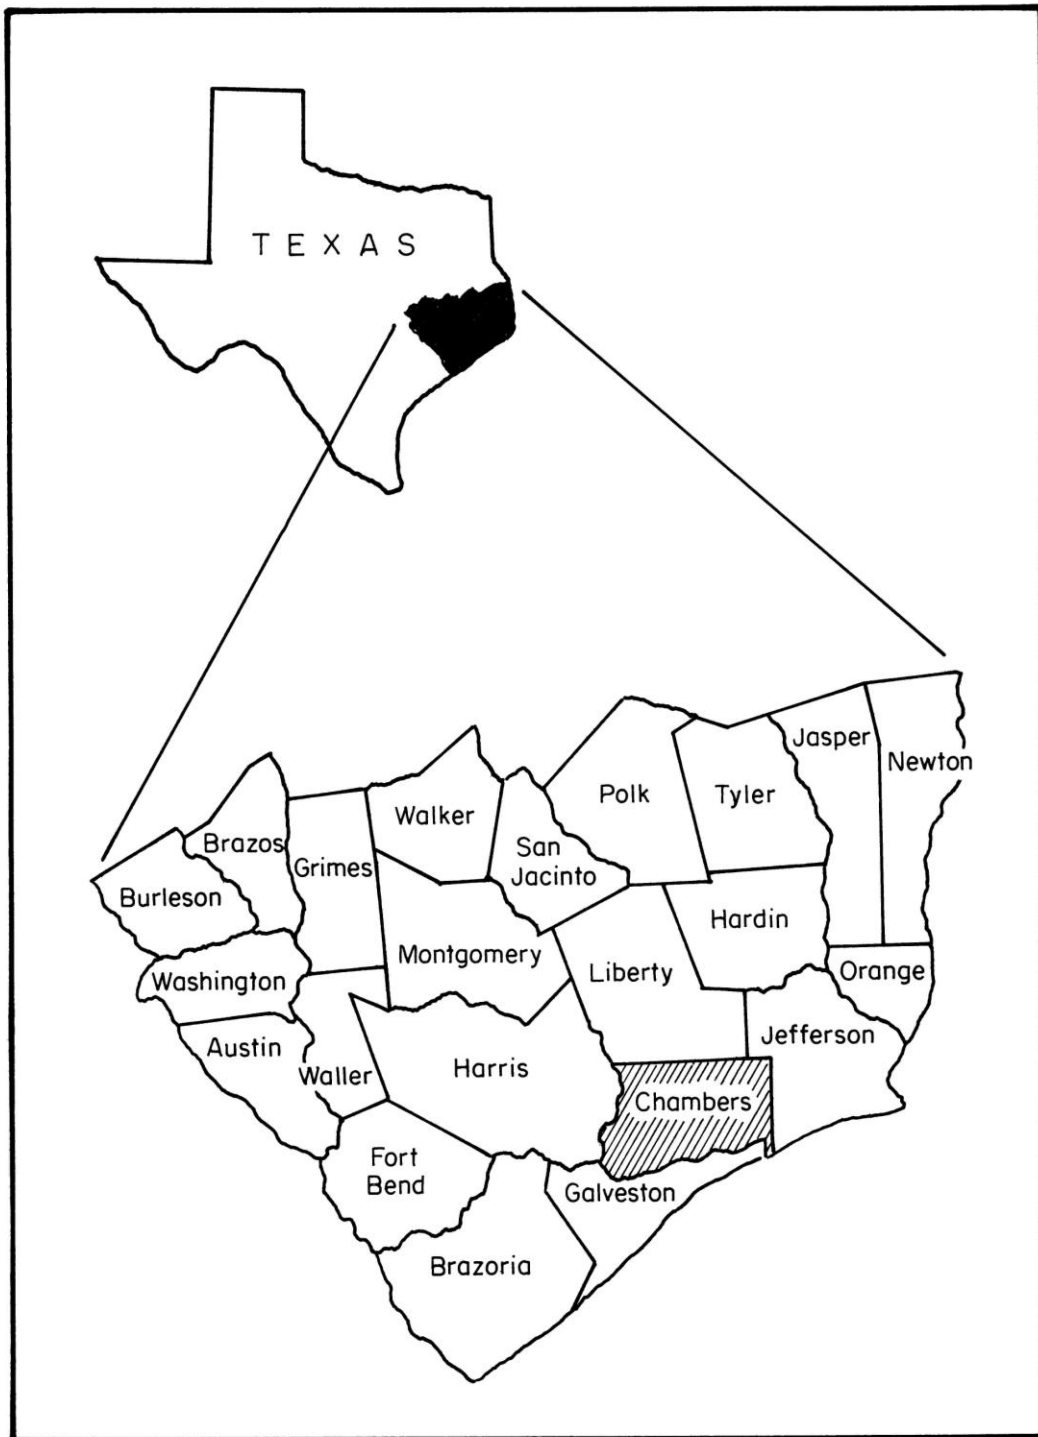 TEXAS
Jasper
Newton
Polk
Tyler
Walker
Brazos
San
Jacinto
Grimes
Burleson
Hardin
Montgomery
Liberty
Orange
Washington
Jefferson
Austin
Harris
Waller
Chambers
Fort
Bend
Galveston
Brazoria